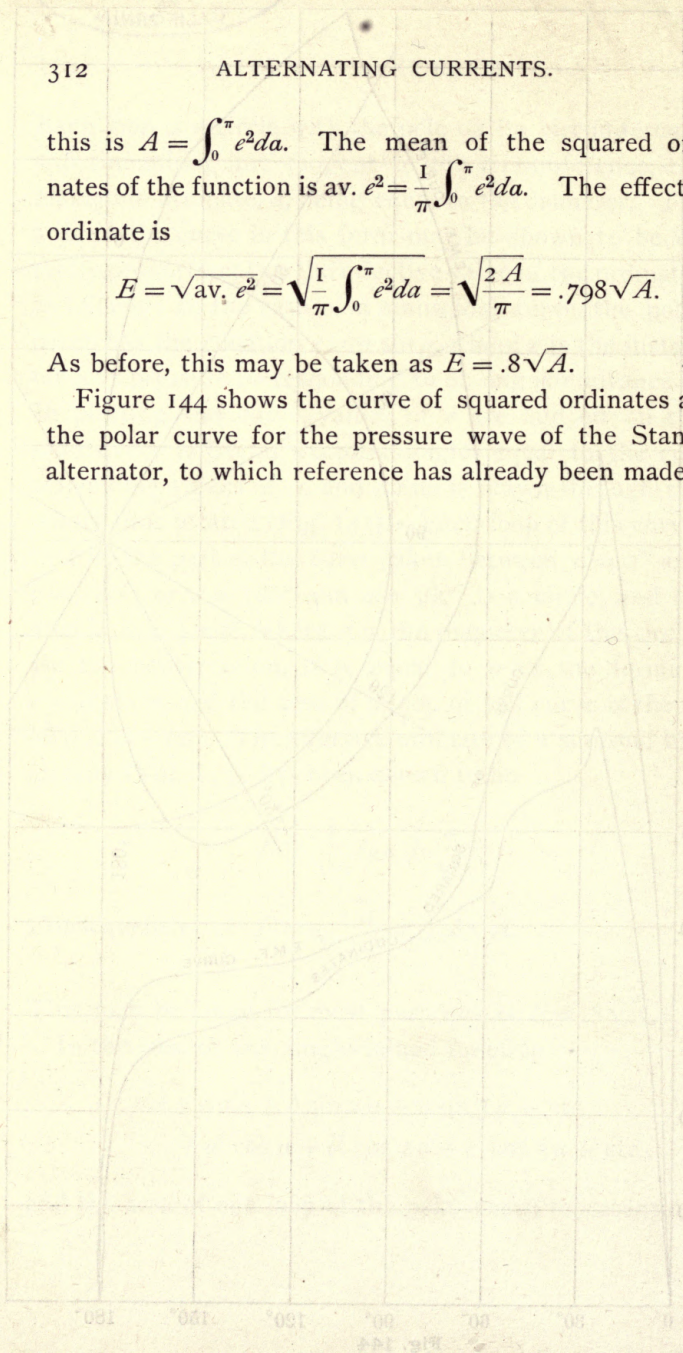 312 ALTERNATING CURRENTS.
this is A = ∫₀^π e²da. The mean of the squared
nates of the function is av. e² = 1/π ∫₀^π e²da. The
ordinate is
E = √av. e² = √(1/π ∫₀^π e²da) = √(2 A/π) = .798√A.
As before, this may be taken as E = .8√A.
Figure 144 shows the curve of squared ordinates
the polar curve for the pressure wave of the
alternator, to which reference has already been made